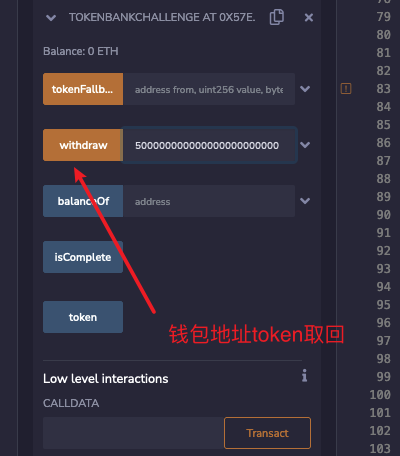 TOKENBANKCHALLENGE AT 0X57E.
Balance: 0 ETH
tokenFallb... address from, uint256 value, byte
withdraw
balanceOf address
isComplete
token
钱包地址token取回
Low level interactions i
CALLDATA
Transact
79
80
81
82
83
84
85
86
87
88
89
90
91
92
93
94
95
96
97
98
99
100
101
102
103